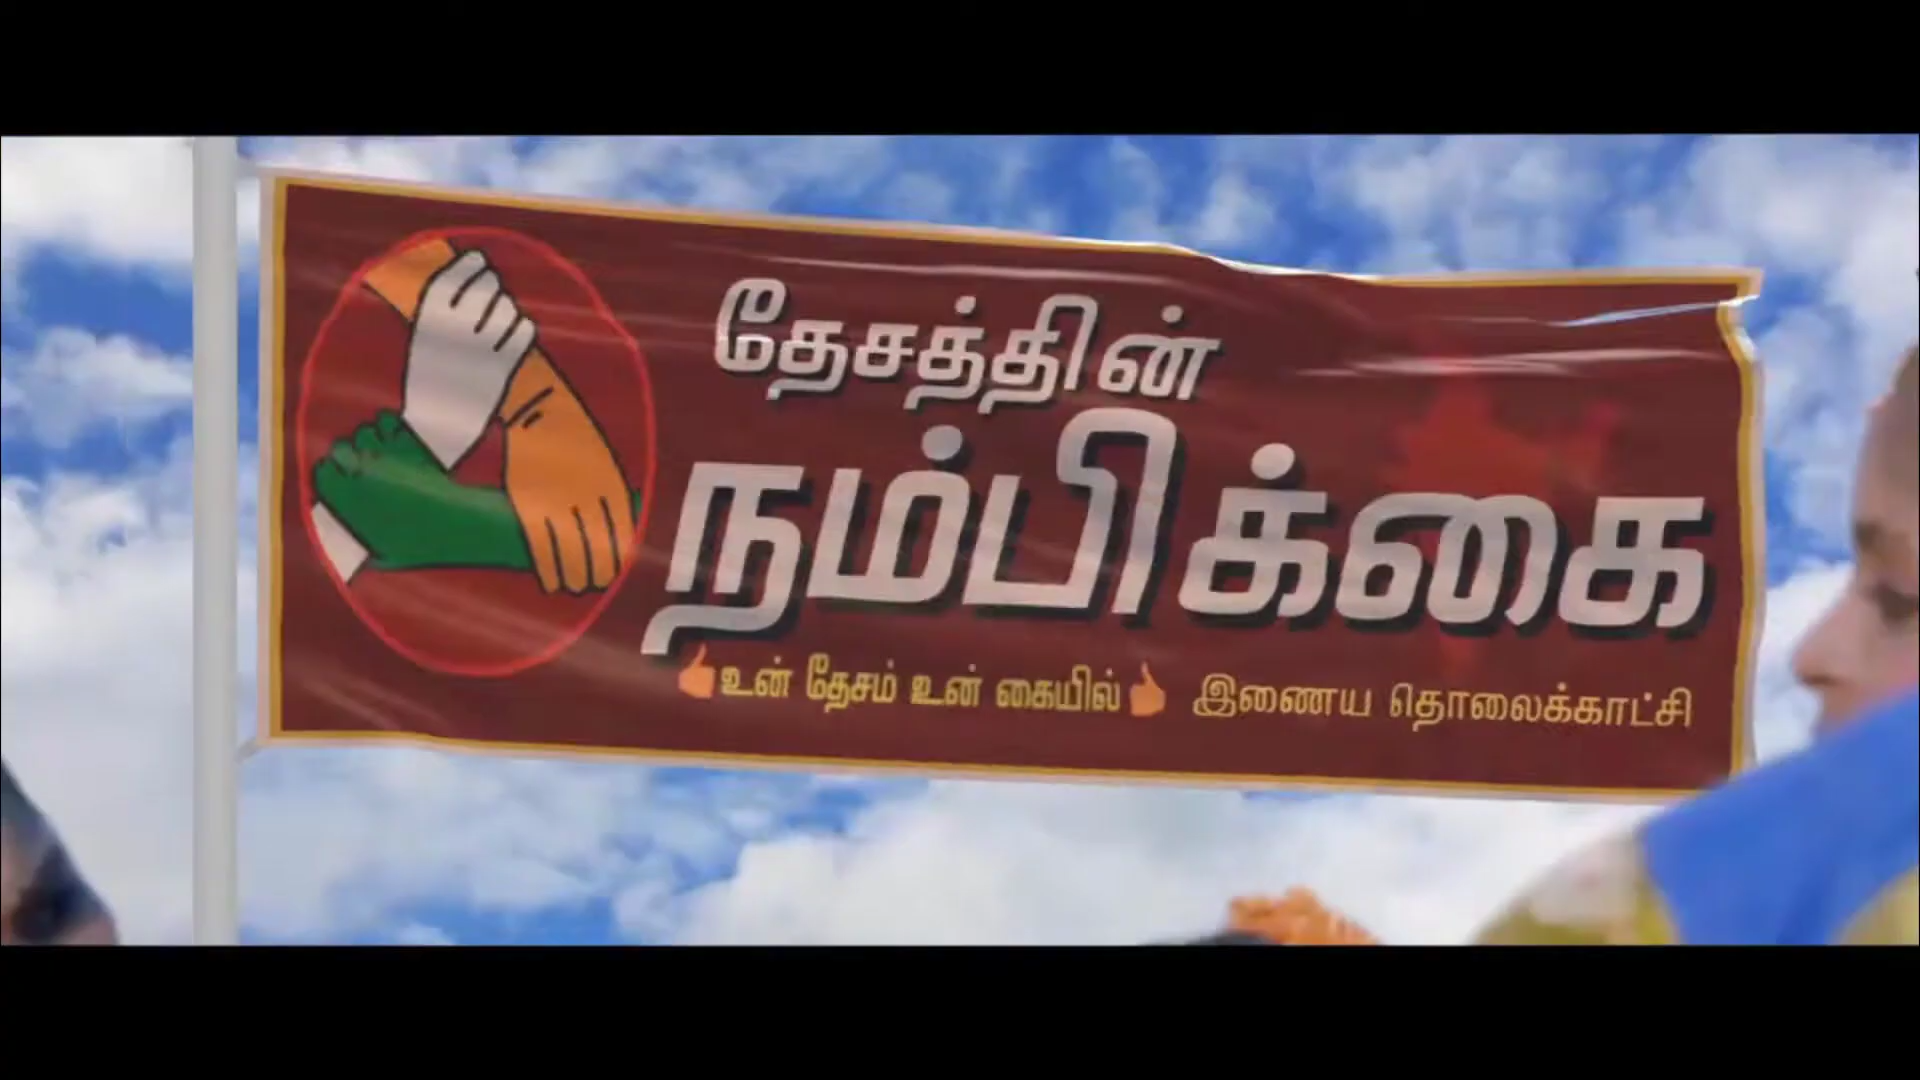 தேசத்தின்
நம்பிக்கை
உன் தேசம் உன் கையில் இணைய தொலைக்காட்சி